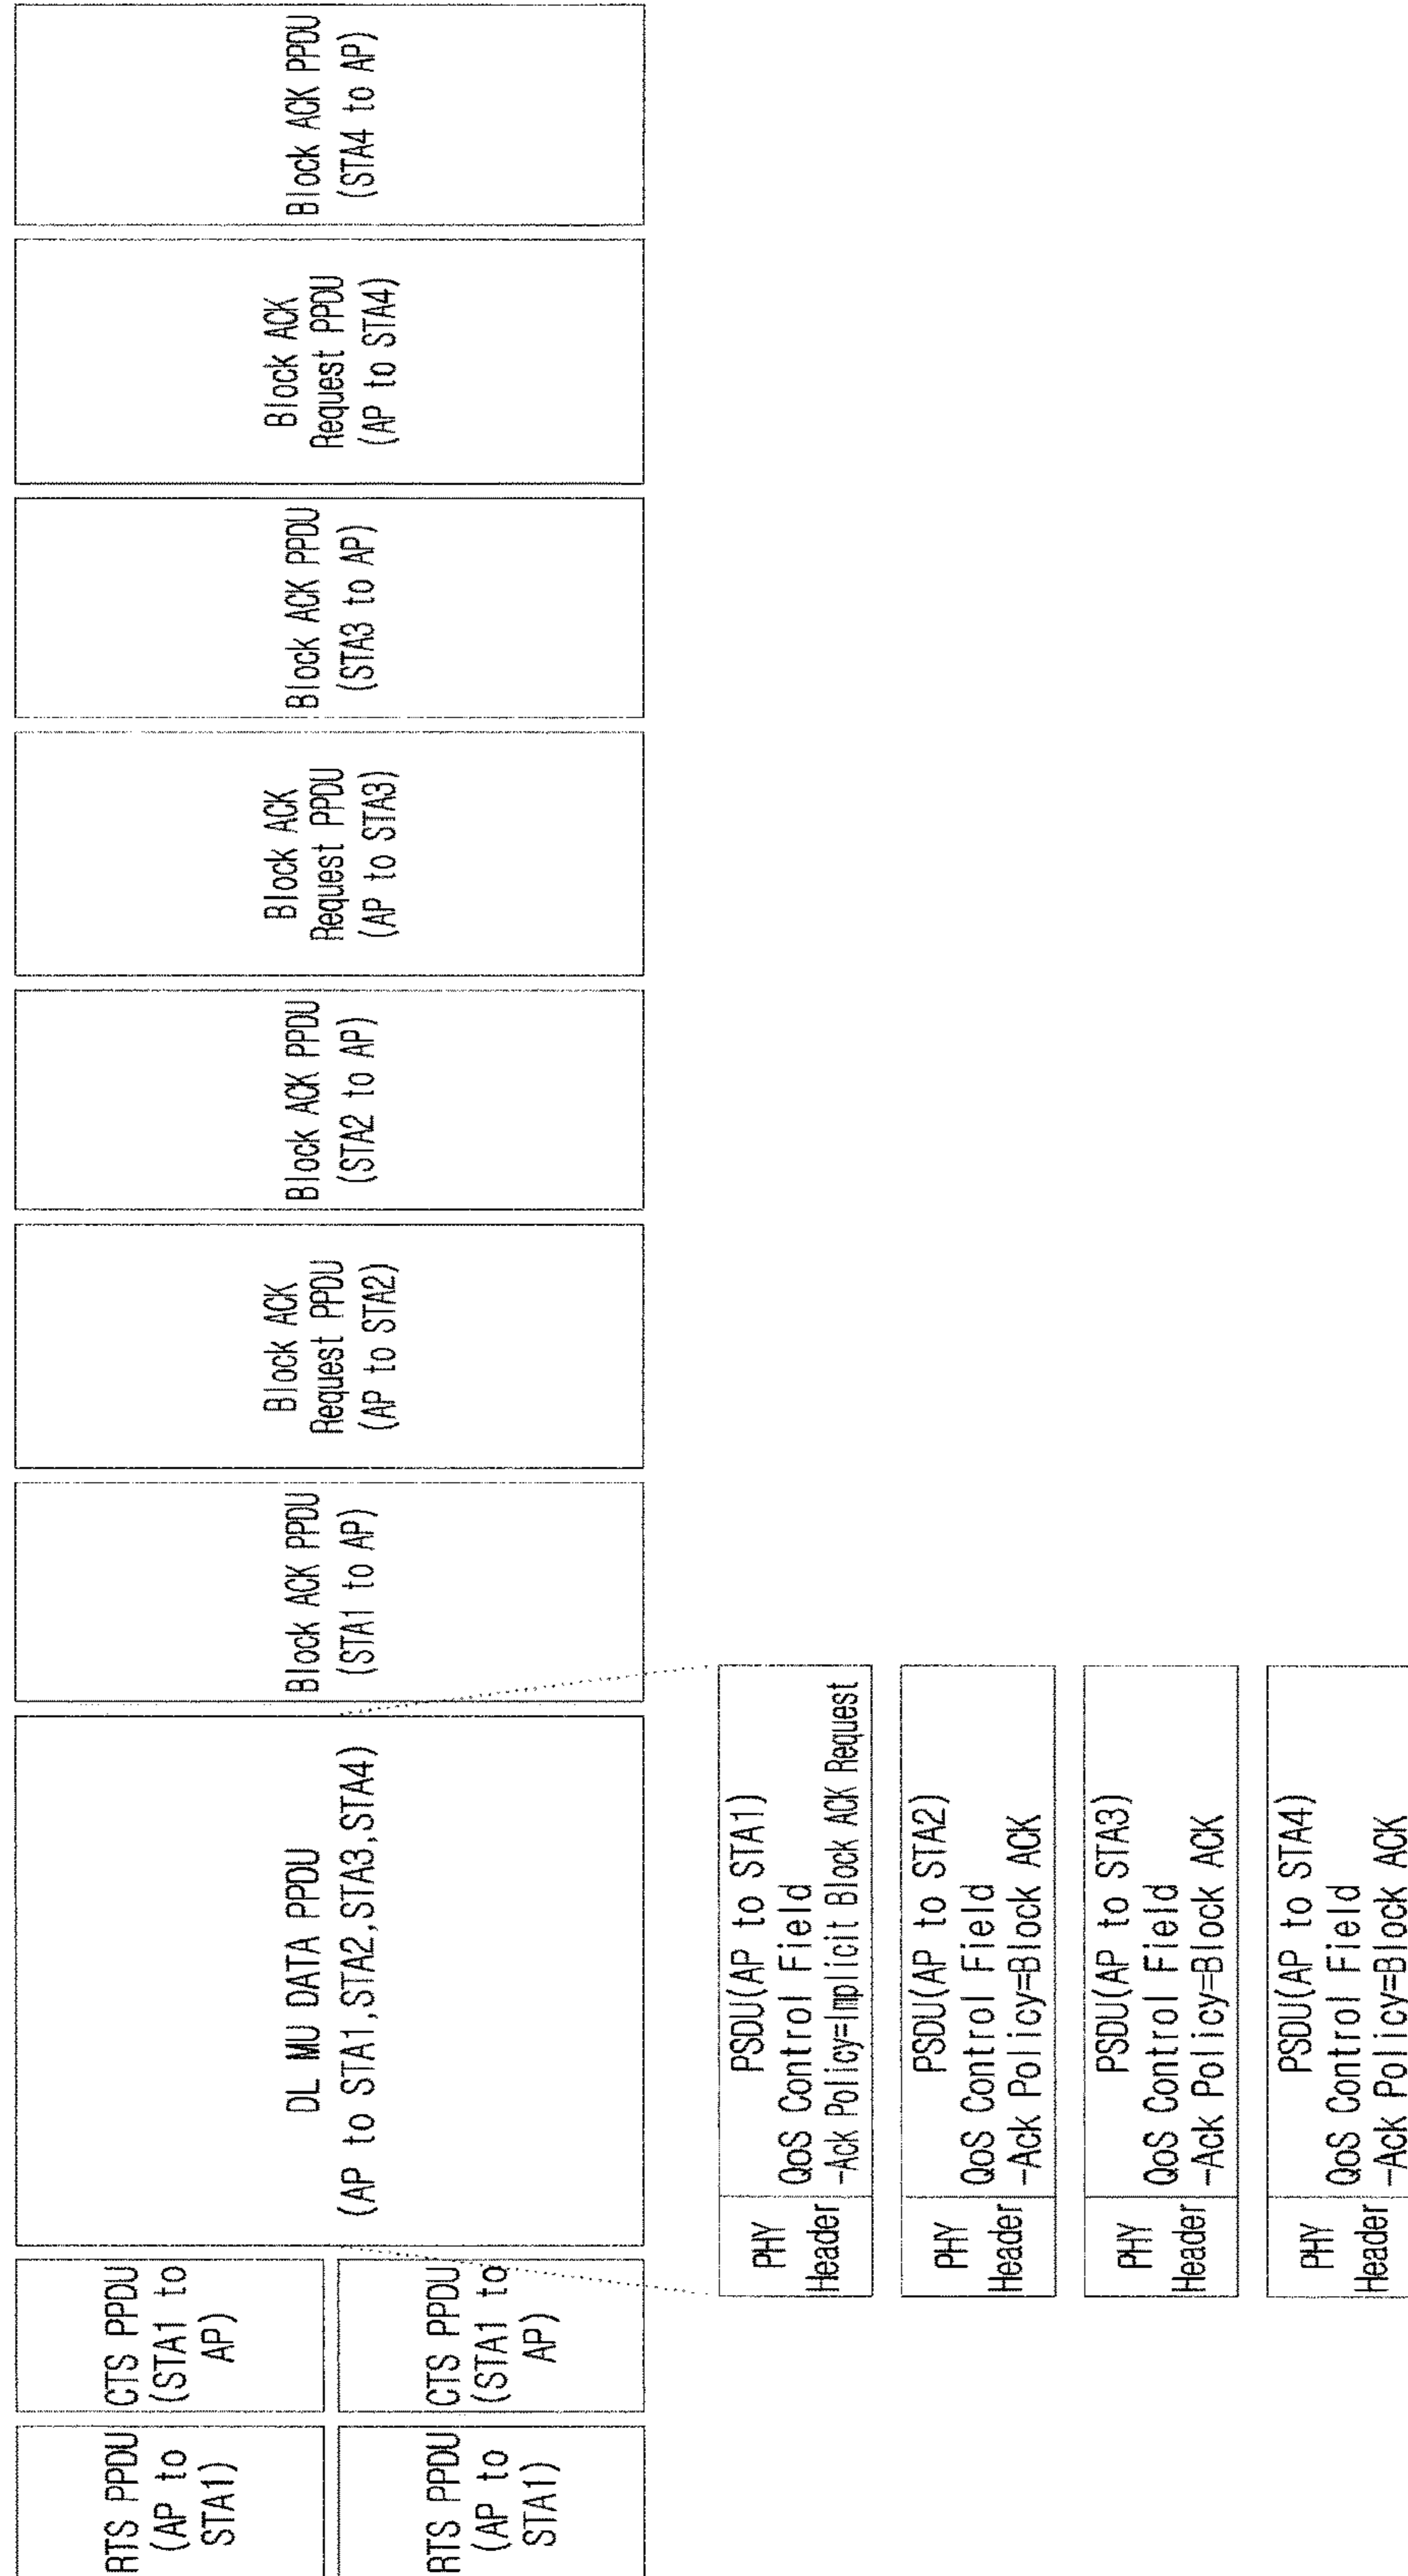 RTS PPDU
(AP to
STA1)
RTS PPDU
(AP to
STA1)
CTS PPDU
(STA1 to
AP)
CTS PPDU
(STA1 to
AP)
DL MU DATA PPDU
(AP to STA1,STA2,STA3,STA4)
Block ACK PPDU
(STA1 to AP)
Block ACK
Request PPDU
(AP to STA2)
Block ACK PPDU
(STA2 to AP)
Block ACK
Request PPDU
(AP to STA3)
Block ACK PPDU
(STA3 to AP)
Block ACK
Request PPDU
(AP to STA4)
Block ACK PPDU
(STA4 to AP)
PHY
Header
PSDU(AP to STA1)
QoS Control Field
-Ack Policy=Implicit Block ACK Request
PHY
Header
PSDU(AP to STA2)
QoS Control Field
-Ack Policy=Block ACK
PHY
Header
PSDU(AP to STA3)
QoS Control Field
-Ack Policy=Block ACK
PHY
Header
PSDU(AP to STA4)
QoS Control Field
-Ack Policy=Block ACK